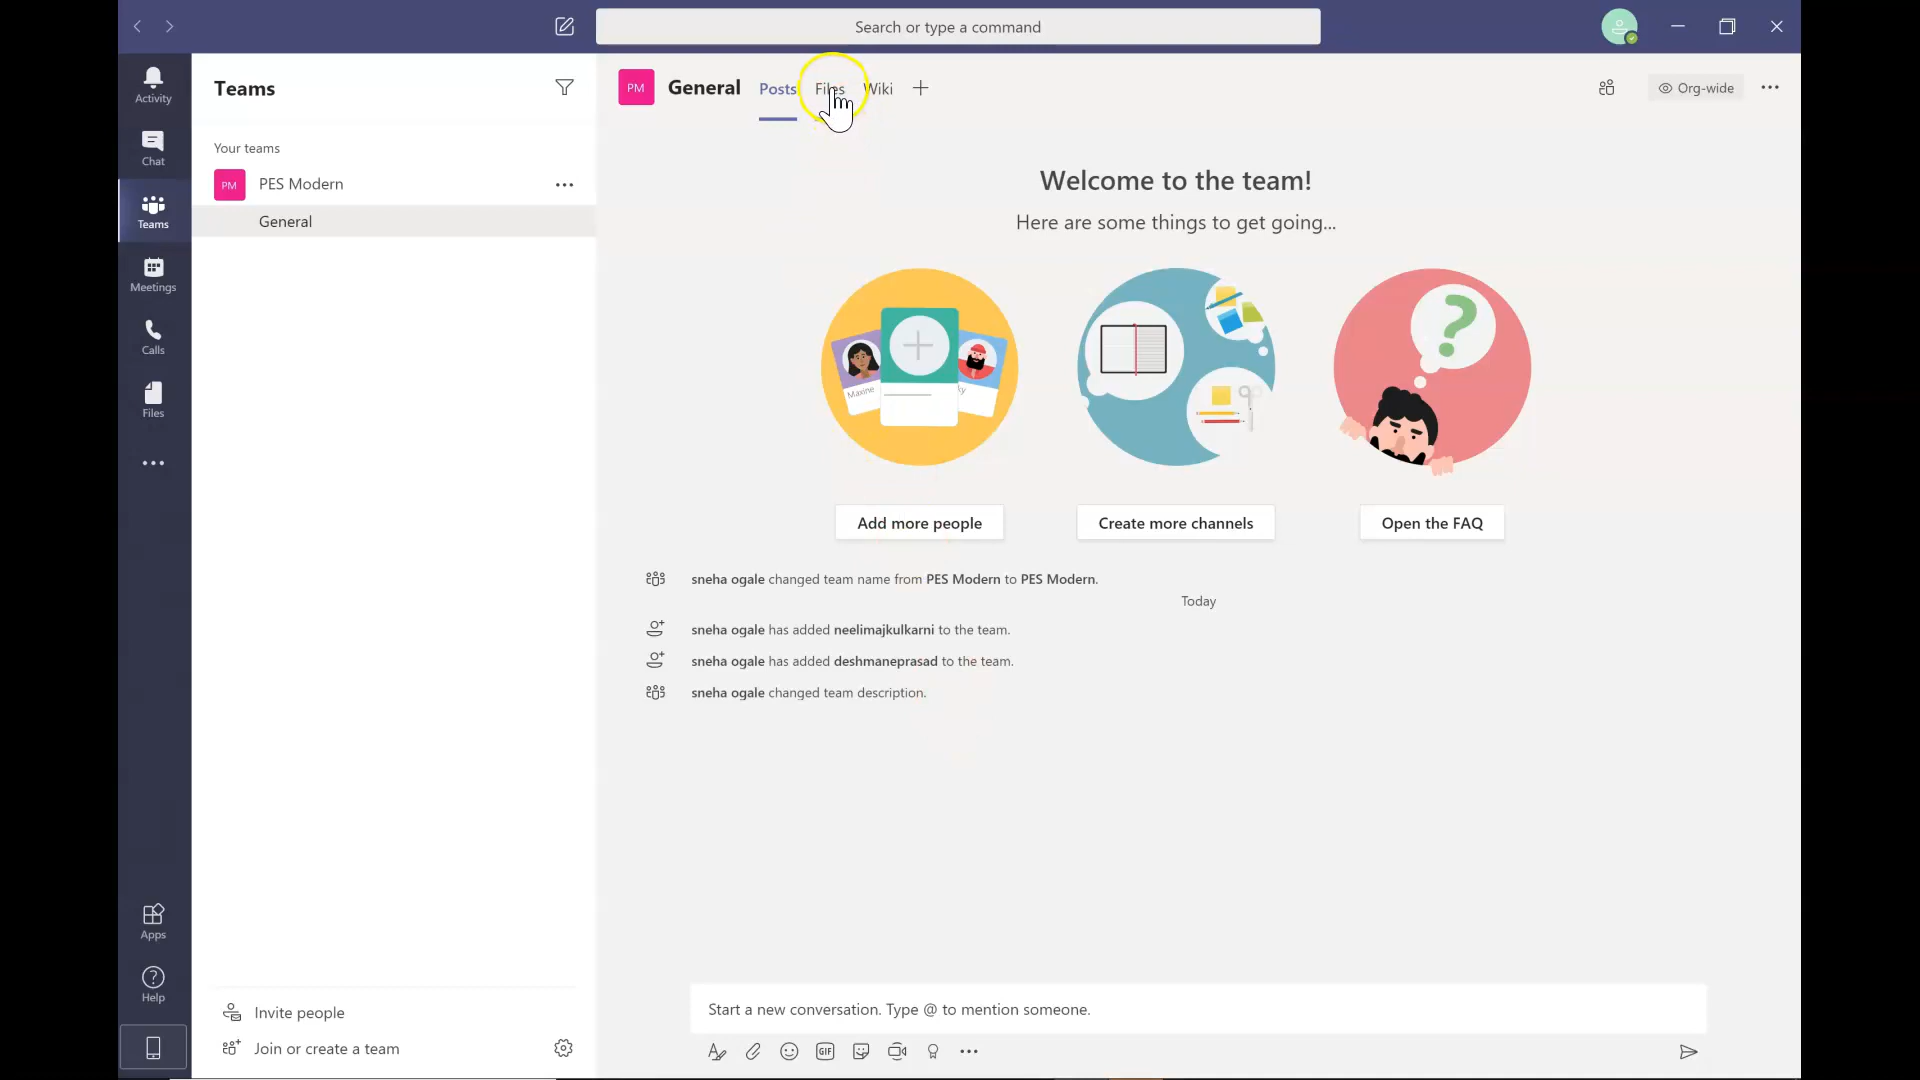 Search or type a command
Activity
Chat
Teams
Meetings
Calls
Files
Apps
Help
Teams
Your teams
PM PES Modern
General
Invite people
Join or create a team
PM General Posts Files Wiki
Org-wide
Welcome to the team!
Here are some things to get going...
Maxine
ky
Add more people
Create more channels
Open the FAQ
sneha ogale changed team name from PES Modern to PES Modern.
Today
sneha ogale has added neelimajkulkarni to the team.
sneha ogale has added deshmaneprasad to the team.
sneha ogale changed team description.
Start a new conversation. Type @ to mention someone.
GIF